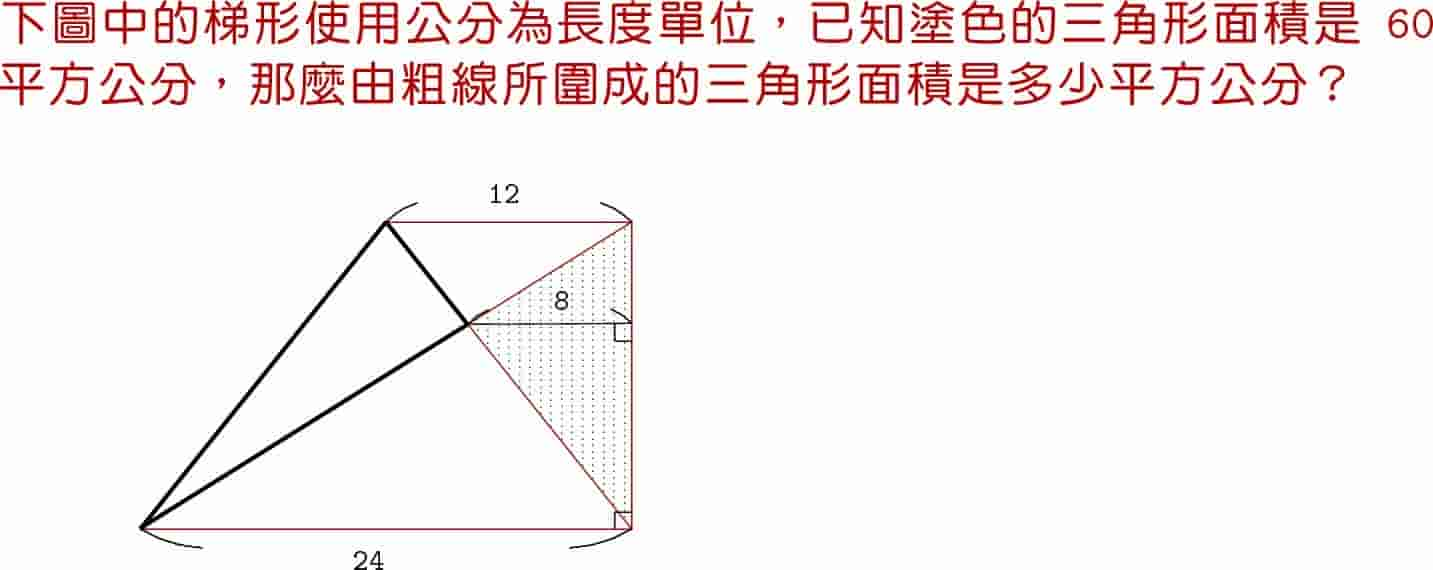 下圖中的梯形使用公分為長度單位，已知塗色的三角形面積是 60
平方公分，那麼由粗線所圍成的三角形面積是多少平方公分？
12
8
24